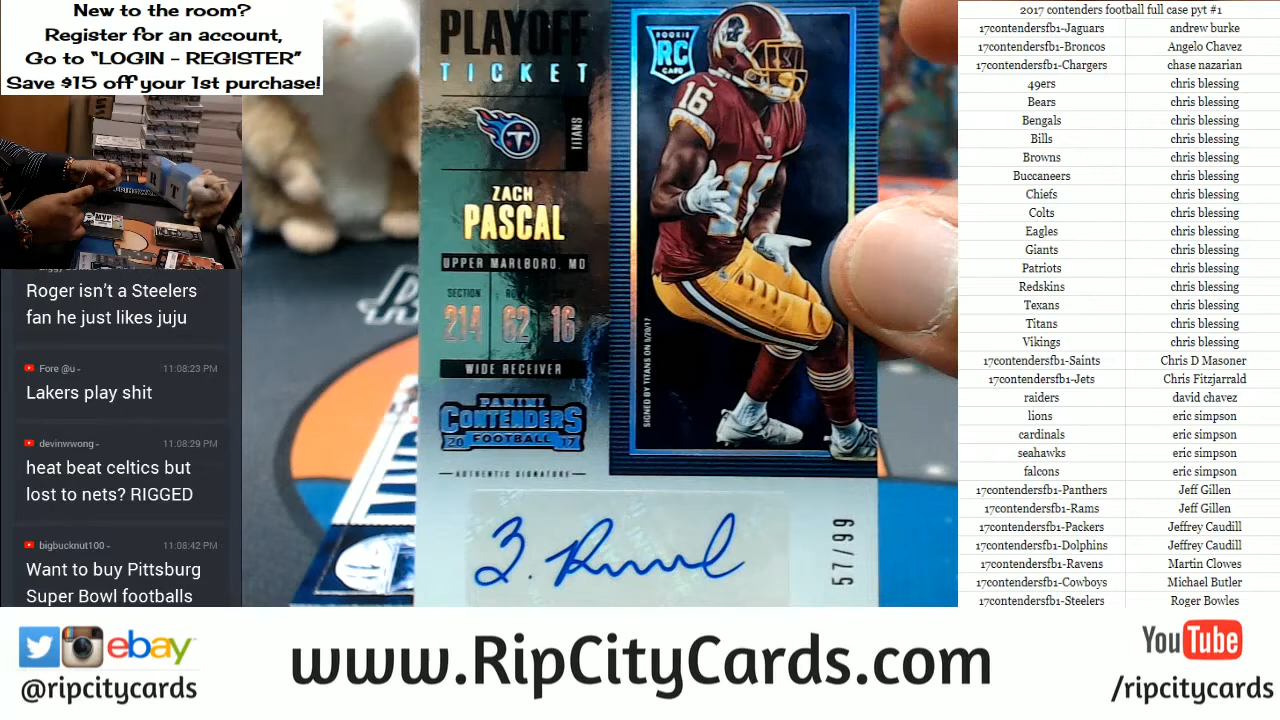 New to the room?
Register for an account,
Go to “LOGIN - REGISTER”
Save $15 off your 1st purchase!
Roger isn't a Steelers
fan he just likes juju
Fore @u - 11:08:23 PM
Lakers play shit
devinwwong - 11:08:29 PM
heat beat celtics but
lost to nets? RIGGED
bigbucknut100 - 11:08:42 PM
Want to buy Pittsburg
Super Bowl footballs
PLAYOFF
TICKET
TITANS
ZACH
PASCAL
UPPER MARLBORO, MD
SECTION
214 62 16
WIDE RECEIVER
PANINI
CONTENDERS
20 FOOTBALL 17
AUTHENTIC SIGNATURE
ROOKIE
RC
CARD
16
SIGNED BY TITANS ON 9/20/17
57/99
2017 contenders football full case pyt #1
17contendersfb1-Jaguars andrew burke
17contendersfb1-Broncos Angelo Chavez
17contendersfb1-Chargers chase nazarian
49ers chris blessing
Bears chris blessing
Bengals chris blessing
Bills chris blessing
Browns chris blessing
Buccaneers chris blessing
Chiefs chris blessing
Colts chris blessing
Eagles chris blessing
Giants chris blessing
Patriots chris blessing
Redskins chris blessing
Texans chris blessing
Titans chris blessing
Vikings chris blessing
17contendersfb1-Saints Chris D Masoner
17contendersfb1-Jets Chris Fitzjarrald
raiders david chavez
lions eric simpson
cardinals eric simpson
seahawks eric simpson
falcons eric simpson
17contendersfb1-Panthers Jeff Gillen
17contendersfb1-Rams Jeff Gillen
17contendersfb1-Packers Jeffrey Caudill
17contendersfb1-Dolphins Jeffrey Caudill
17contendersfb1-Ravens Martin Clowes
17contendersfb1-Cowboys Michael Butler
17contendersfb1-Steelers Roger Bowles
ebay
@ripcitycards
www.RipCityCards.com
YouTube
/ripcitycards